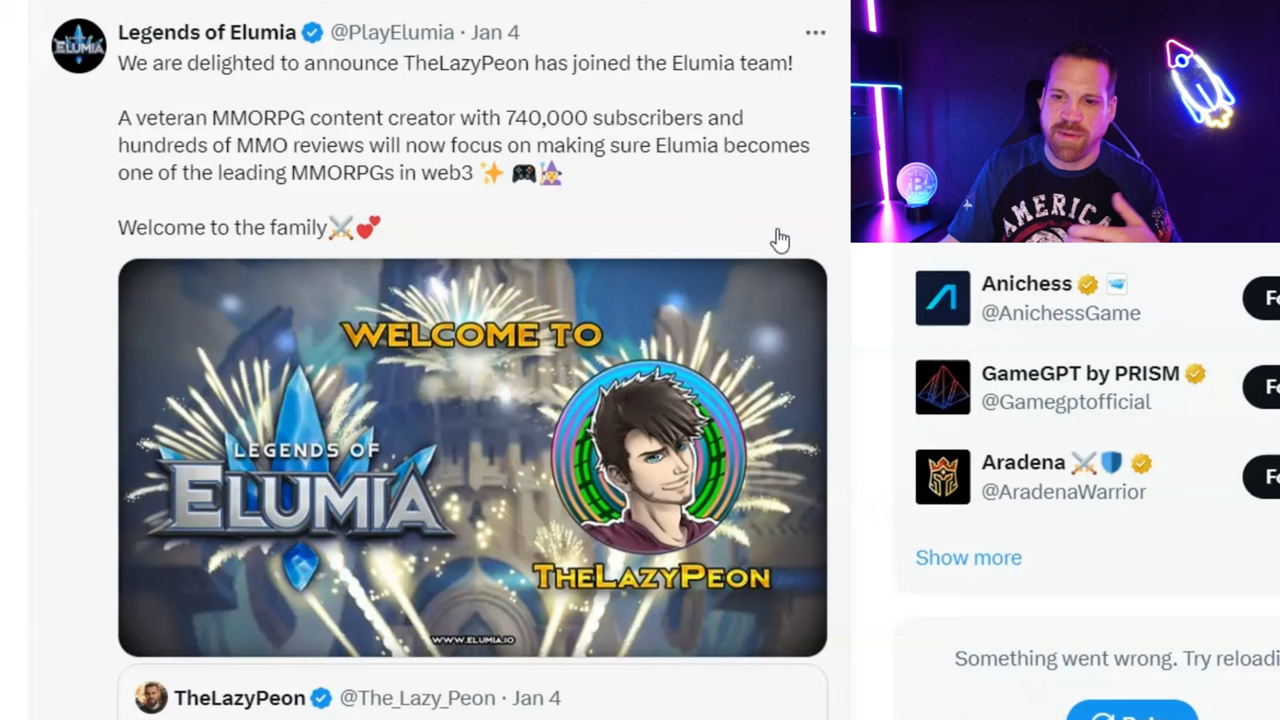 Legends of Elumia @PlayElumia · Jan 4
We are delighted to announce TheLazyPeon has joined the Elumia team!
A veteran MMORPG content creator with 740,000 subscribers and
hundreds of MMO reviews will now focus on making sure Elumia becomes
one of the leading MMORPGs in web3 ✨ 🎮🧙
Welcome to the family⚔️💕
WELCOME TO
LEGENDS OF
ELUMIA
THELAZYPEON
WWW.ELUMIA.IO
TheLazyPeon @The_Lazy_Peon · Jan 4
ELUMIA
AMERICA
Anichess
@AnichessGame
GameGPT by PRISM
@Gamegptofficial
Aradena ⚔️🛡️
@AradenaWarrior
Show more
Something went wrong. Try reloadi